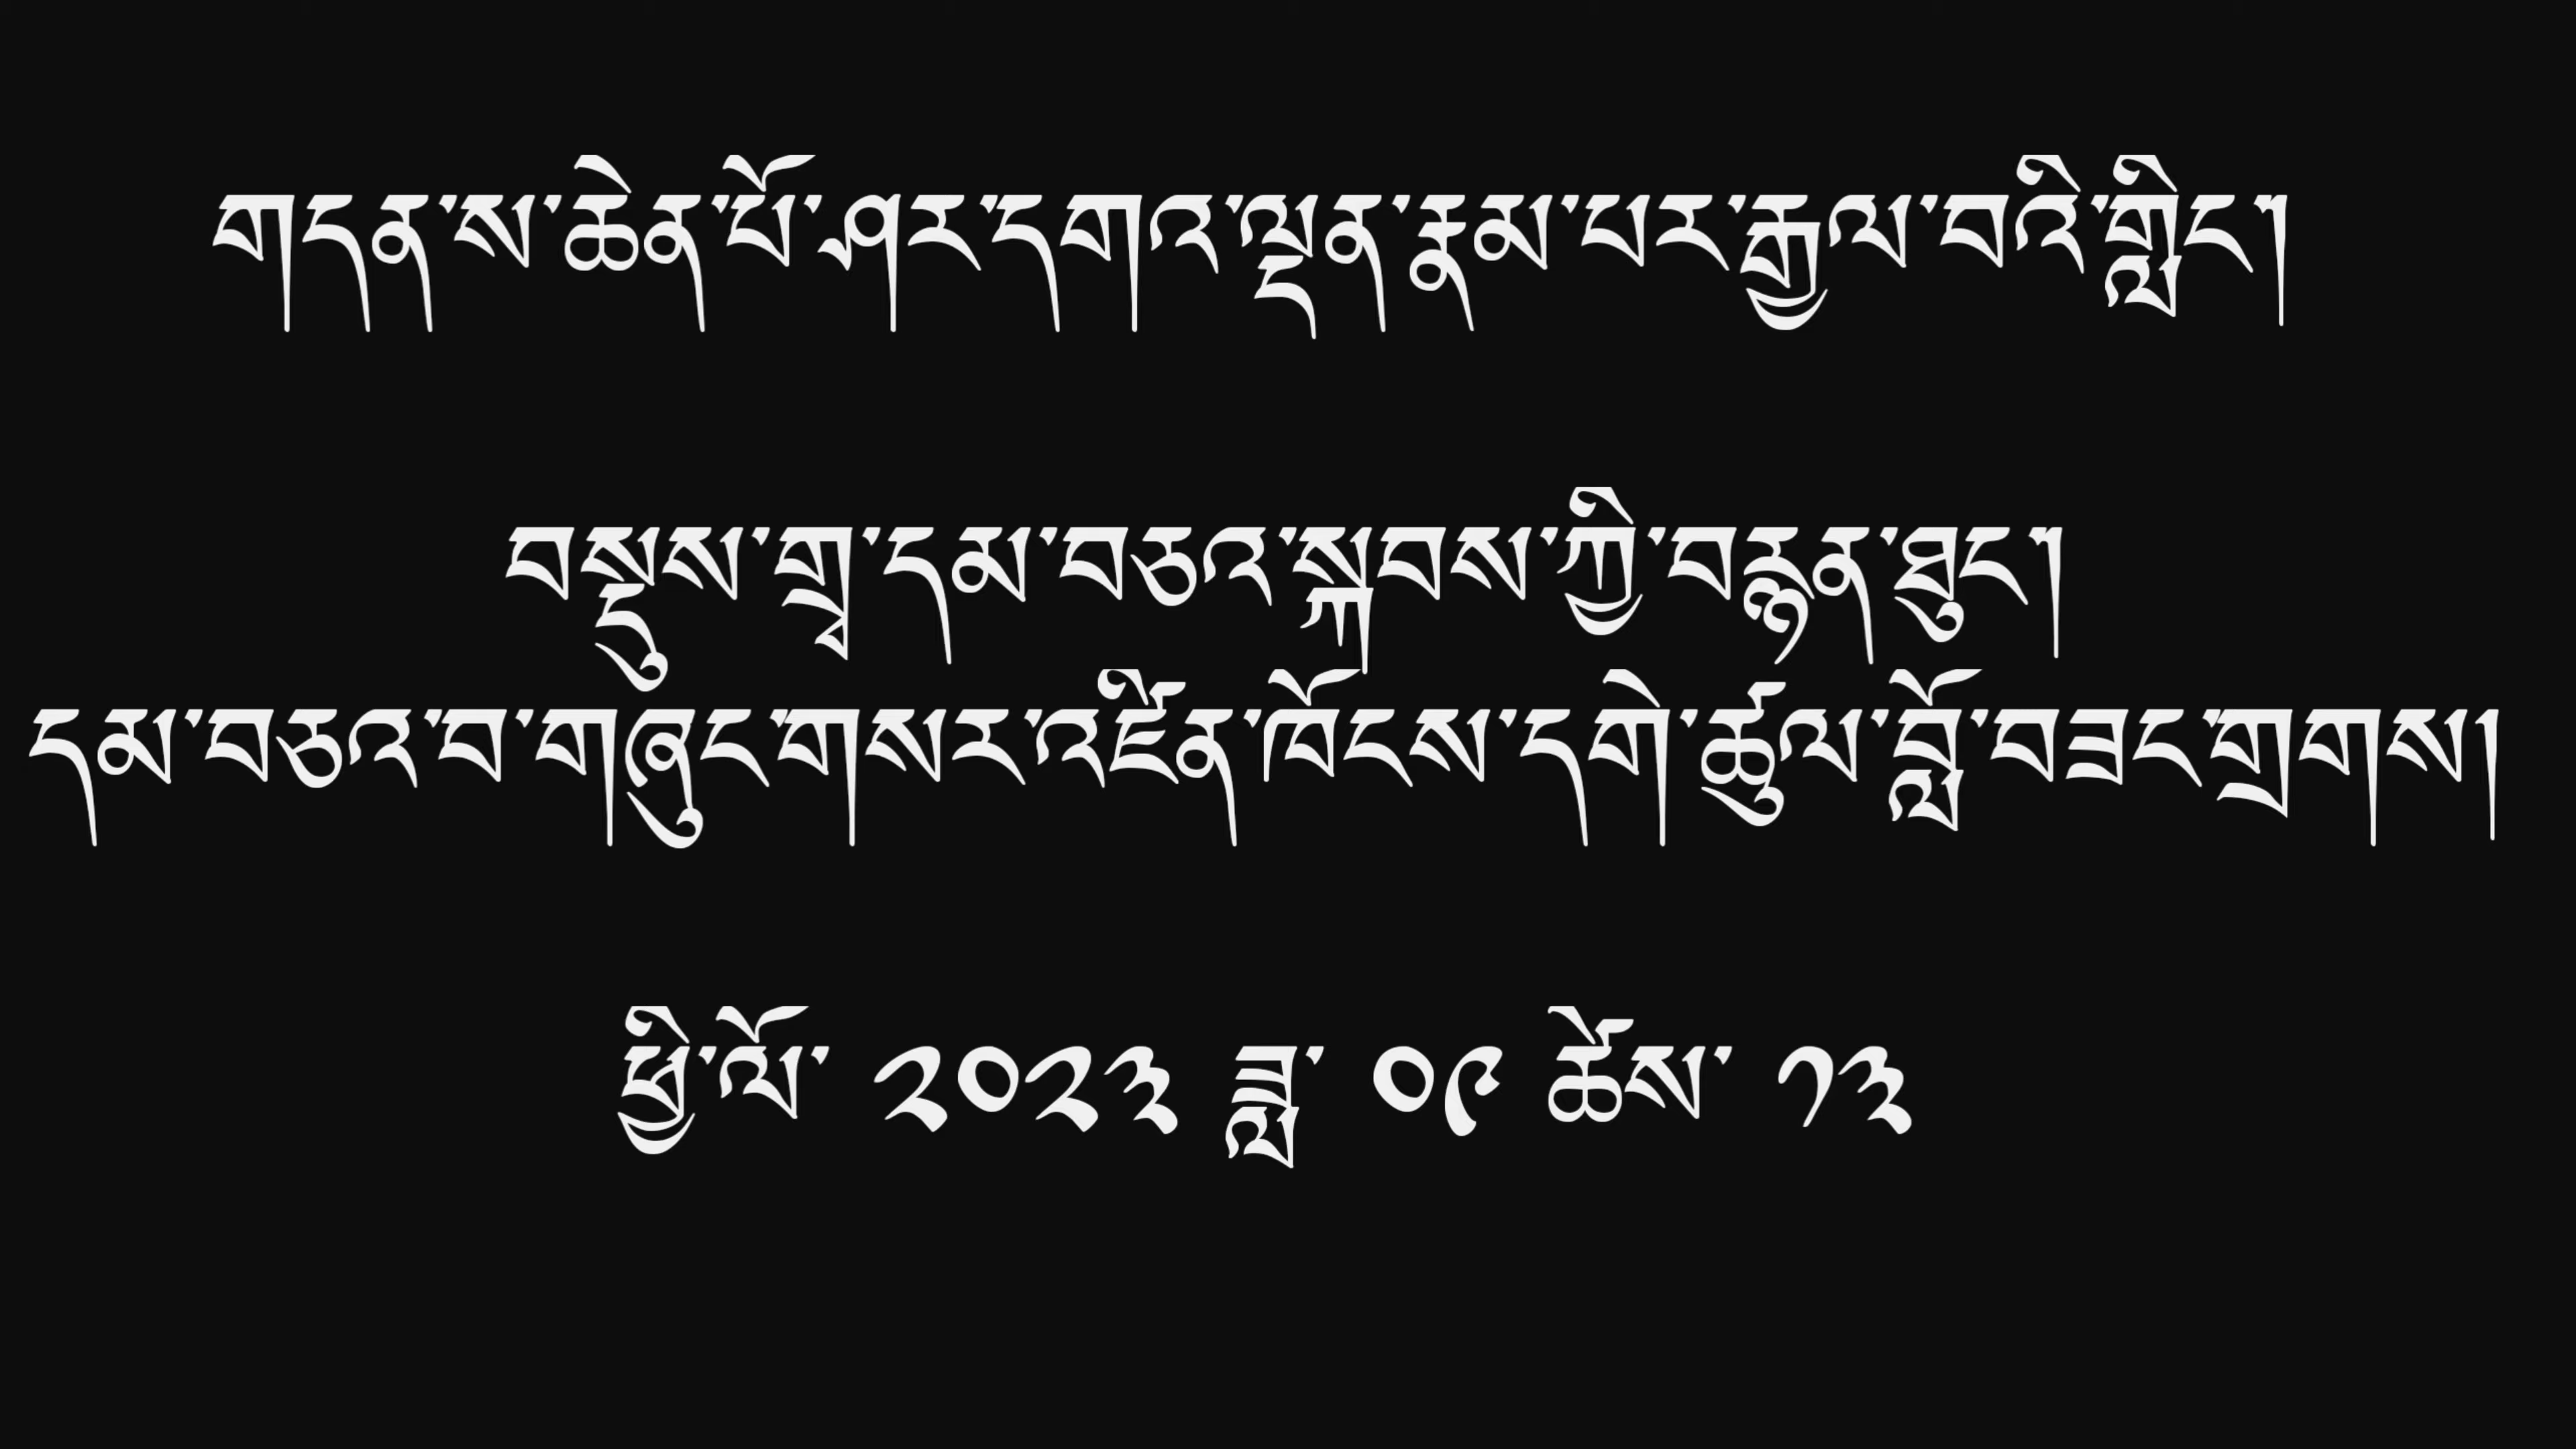 གདན་ས་ཆེན་པོ་ཤར་དགའ་ལྡན་རྣམ་པར་རྒྱལ་བའི་གླིང་།
བསྡུས་གྲྭ་དམ་བཅའ་སྐབས་ཀྱི་བརྙན་ཐུང་།
དམ་བཅའ་བ་གཞུང་གསར་འཛིན་ཁོངས་དགེ་ཚུལ་བློ་བཟང་གྲགས།
ཕྱི་ལོ་ ༢༠༢༣ ཟླ་ ༠༩ ཚེས་ ༡༣